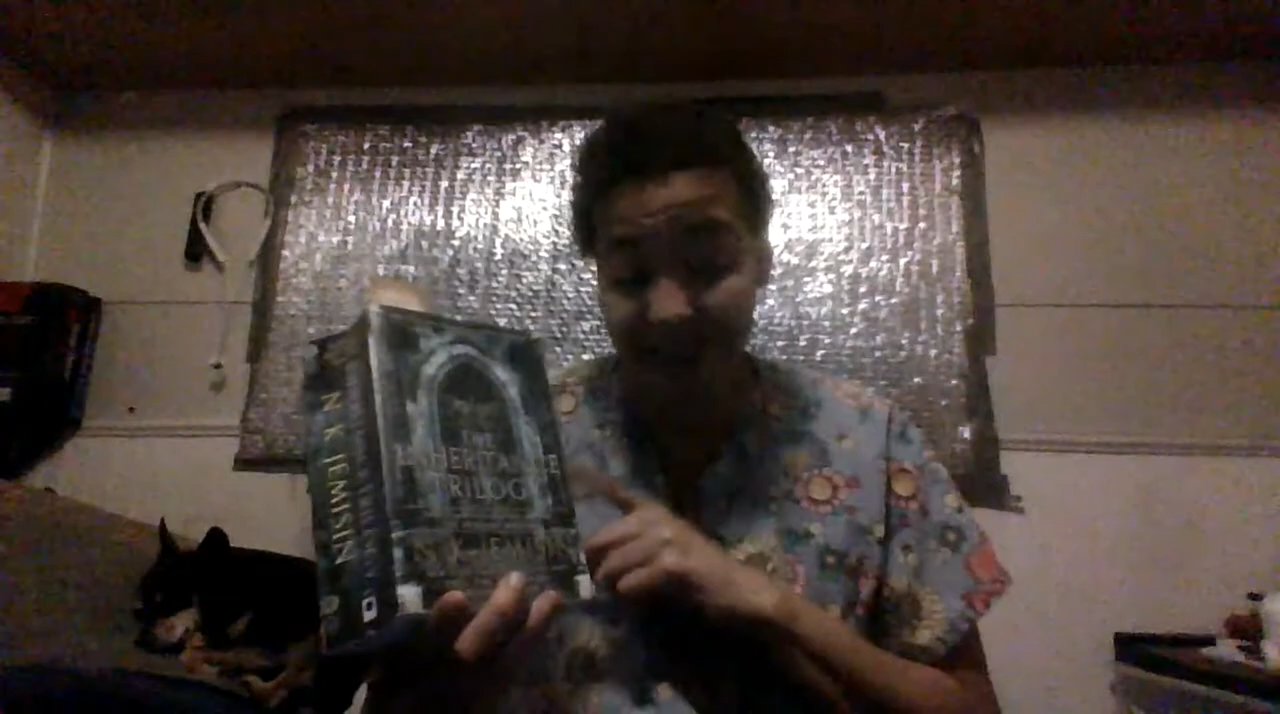 N. K. JEMISIN
THE
INHERITANCE
TRILOGY
N. K. JEMISIN